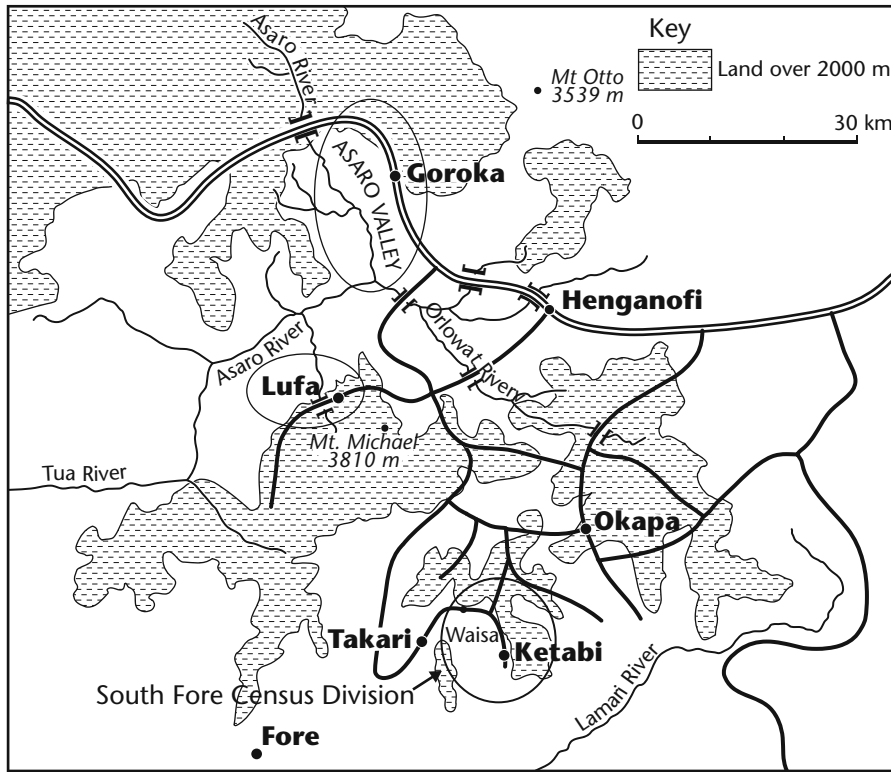 Key
Land over 2000 m
0
30 km
Asaro River
Mt Otto
3539 m
ASARO VALLEY
Goroka
Henganofi
Orlowat River
Asaro River
Lufa
Mt. Michael
3810 m
Tua River
Okapa
Takari
Waisa
Ketabi
South Fore Census Division
Lamari River
Fore